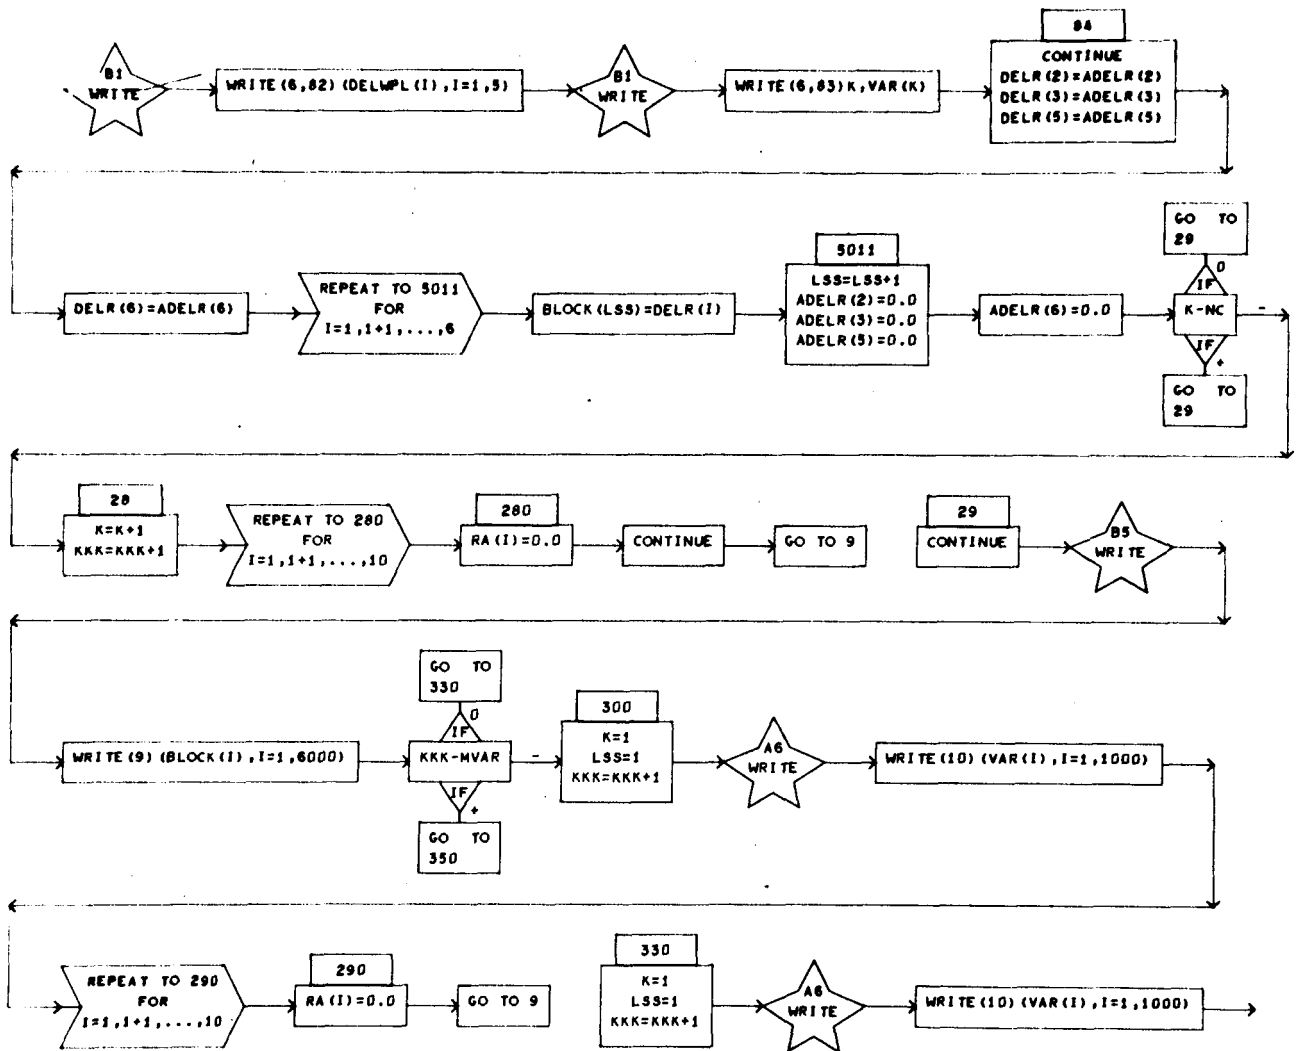 B1
WRITE
WRITE(6,82)(DELWPL(I),I=1,5)
B1
WRITE
WRITE(6,83)K,VAR(K)
84
CONTINUE
DELR(2)=ADELR(2)
DELR(3)=ADELR(3)
DELR(5)=ADELR(5)
DELR(6)=ADELR(6)
REPEAT TO 5011
FOR
I=1,1+1,...,6
BLOCK(LSS)=DELR(I)
5011
LSS=LSS+1
ADELR(2)=0.0
ADELR(3)=0.0
ADELR(5)=0.0
ADELR(6)=0.0
GO TO
29
0
IF
K-NC
-
IF
+
GO TO
29
28
K=K+1
KKK=KKK+1
REPEAT TO 280
FOR
I=1,1+1,...,10
280
RA(I)=0.0
CONTINUE
GO TO 9
29
CONTINUE
B5
WRITE
WRITE(9)(BLOCK(I),I=1,6000)
GO TO
330
0
IF
KKK-MVAR
-
IF
+
GO TO
350
300
K=1
LSS=1
KKK=KKK+1
A6
WRITE
WRITE(10)(VAR(I),I=1,1000)
REPEAT TO 290
FOR
I=1,1+1,...,10
290
RA(I)=0.0
GO TO 9
330
K=1
LSS=1
KKK=KKK+1
A6
WRITE
WRITE(10)(VAR(I),I=1,1000)